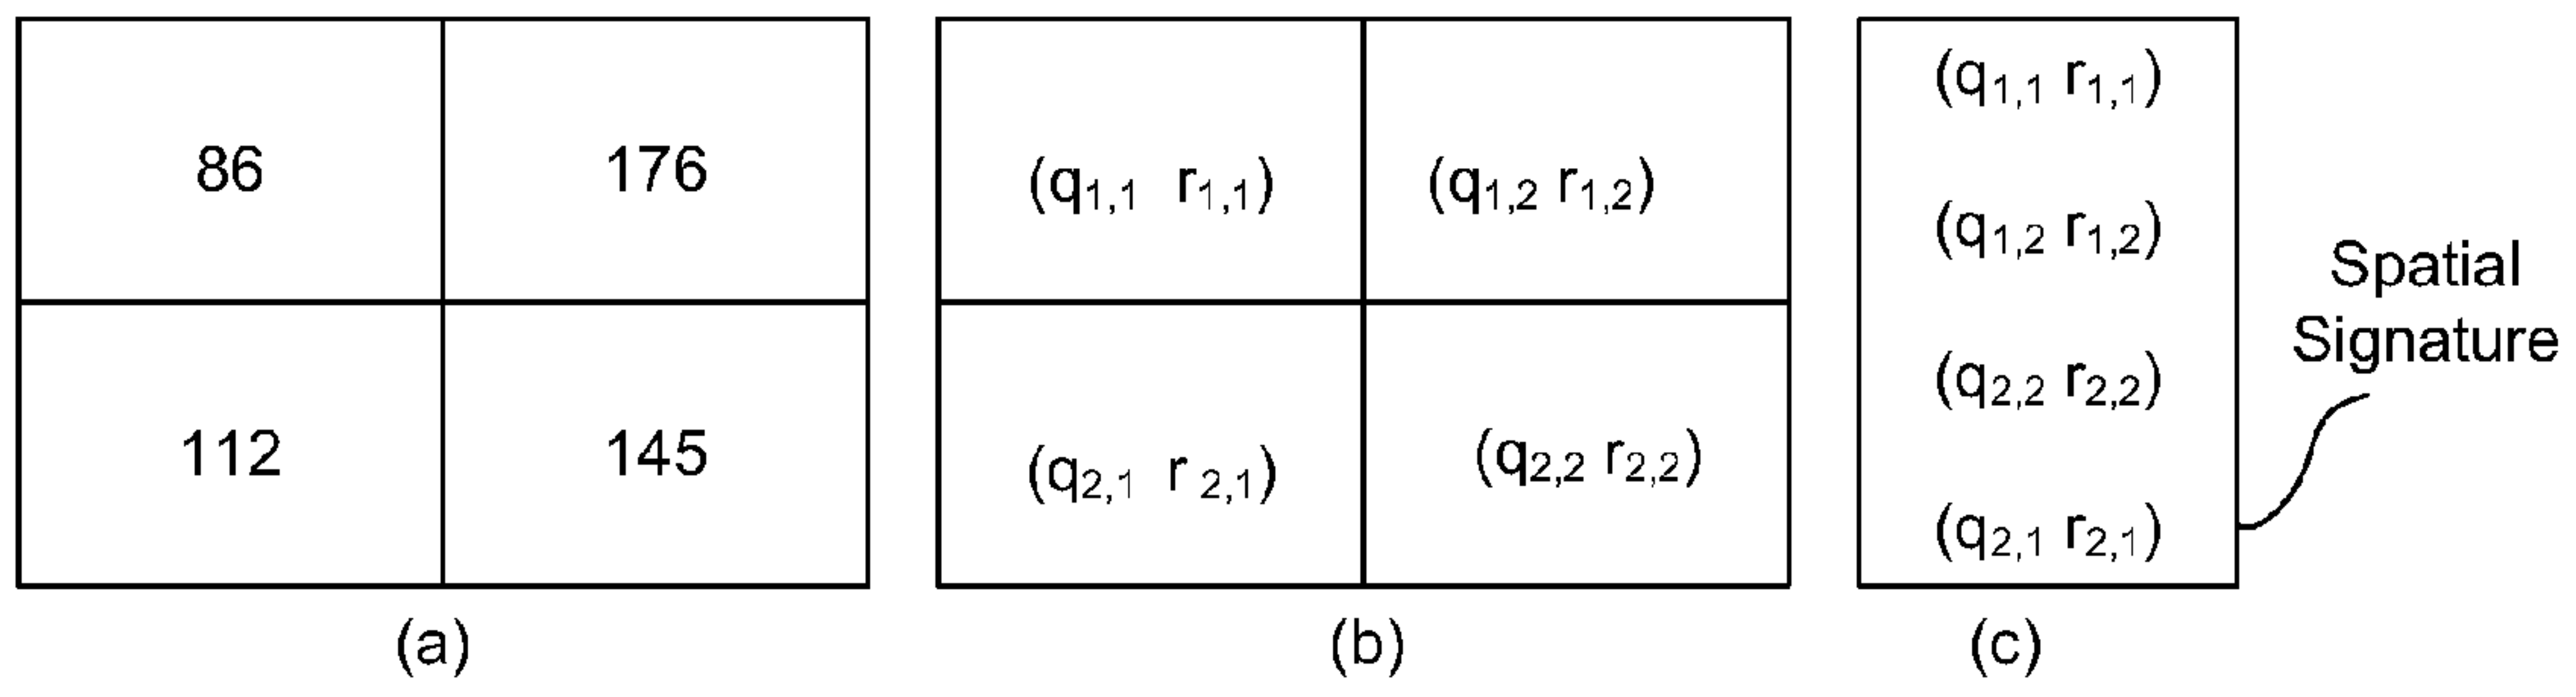 86 176
112 145
(a)
(q1,1 r1,1) (q1,2 r1,2)
(q2,1 r 2,1) (q2,2 r2,2)
(b)
(q1,1 r1,1)
(q1,2 r1,2)
(q2,2 r2,2)
(q2,1 r2,1)
(c)
Spatial
Signature